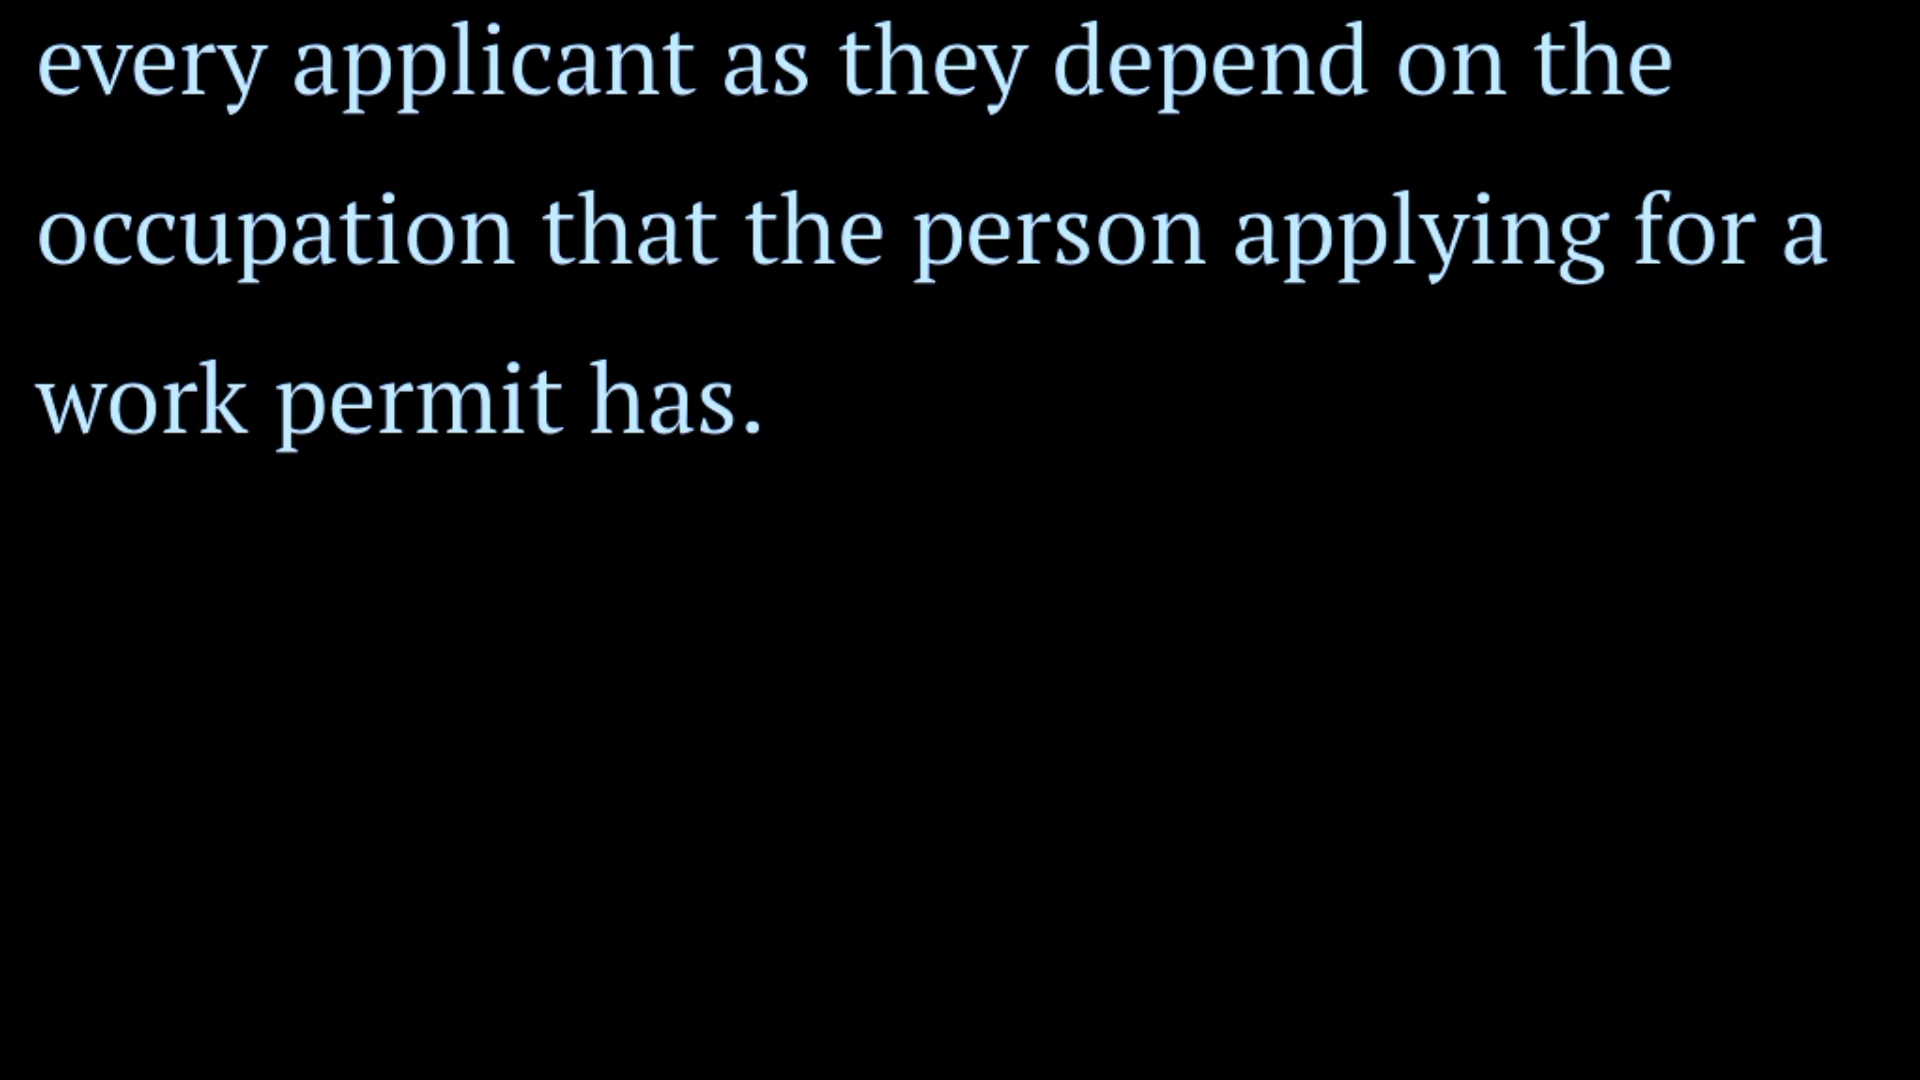 every applicant as they depend on the
occupation that the person applying for a
work permit has.